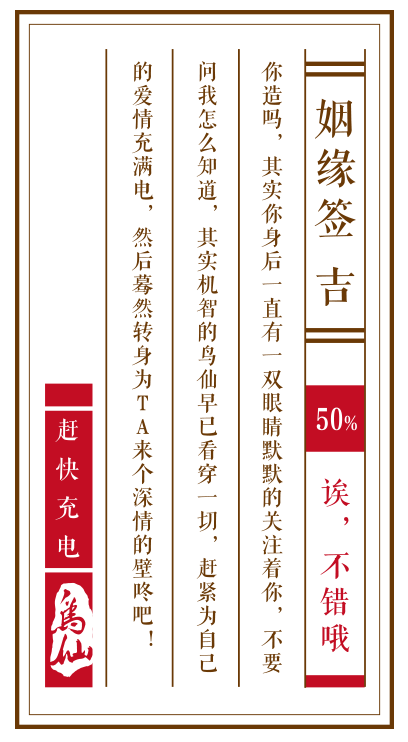 姻缘签 吉
50%
诶，不错哦
你造吗，其实你身后一直有一双眼睛默默的关注着你，不要
问我怎么知道，其实机智的鸟仙早已看穿一切，赶紧为自己
的爱情充满电，然后蓦然转身为TA来个深情的壁咚吧！
赶快充电
鸟仙